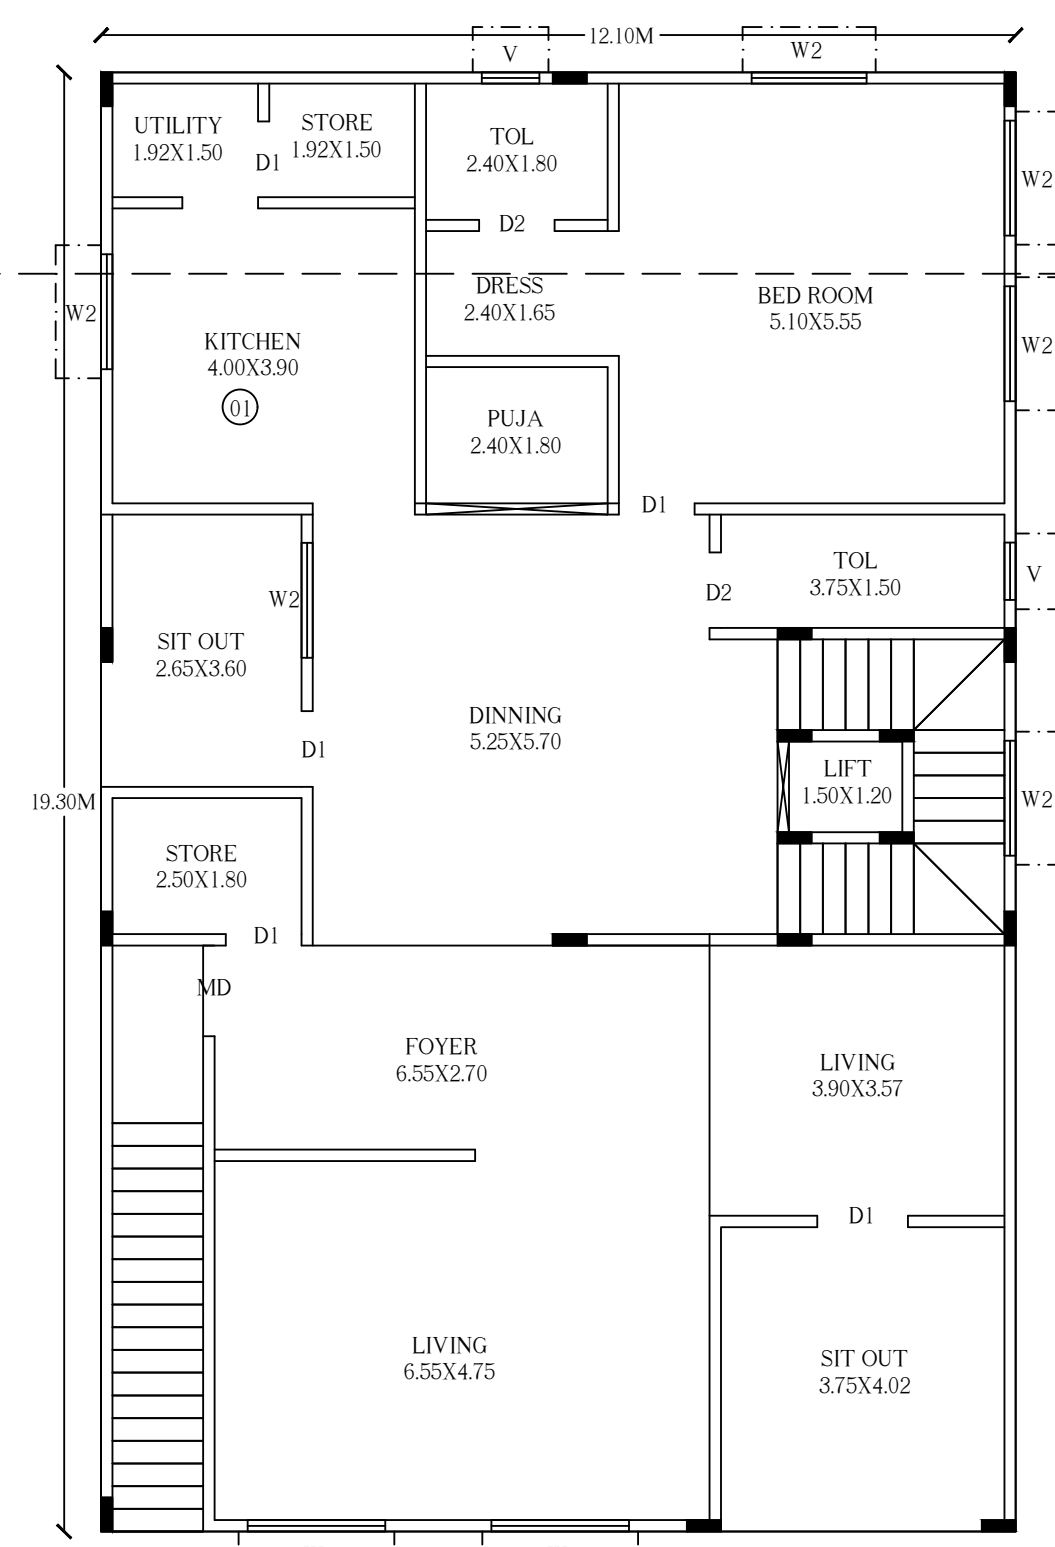 12.10M
V
W2
UTILITY
1.92X1.50
STORE
1.92X1.50
D1
TOL
2.40X1.80
W2
D2
DRESS
2.40X1.65
BED ROOM
5.10X5.55
W2
KITCHEN
4.00X3.90
01
W2
PUJA
2.40X1.80
D1
TOL
3.75X1.50
V
D2
W2
SIT OUT
2.65X3.60
DINNING
5.25X5.70
D1
LIFT
1.50X1.20
W2
19.30M
STORE
2.50X1.80
D1
MD
FOYER
6.55X2.70
LIVING
3.90X3.57
D1
LIVING
6.55X4.75
SIT OUT
3.75X4.02